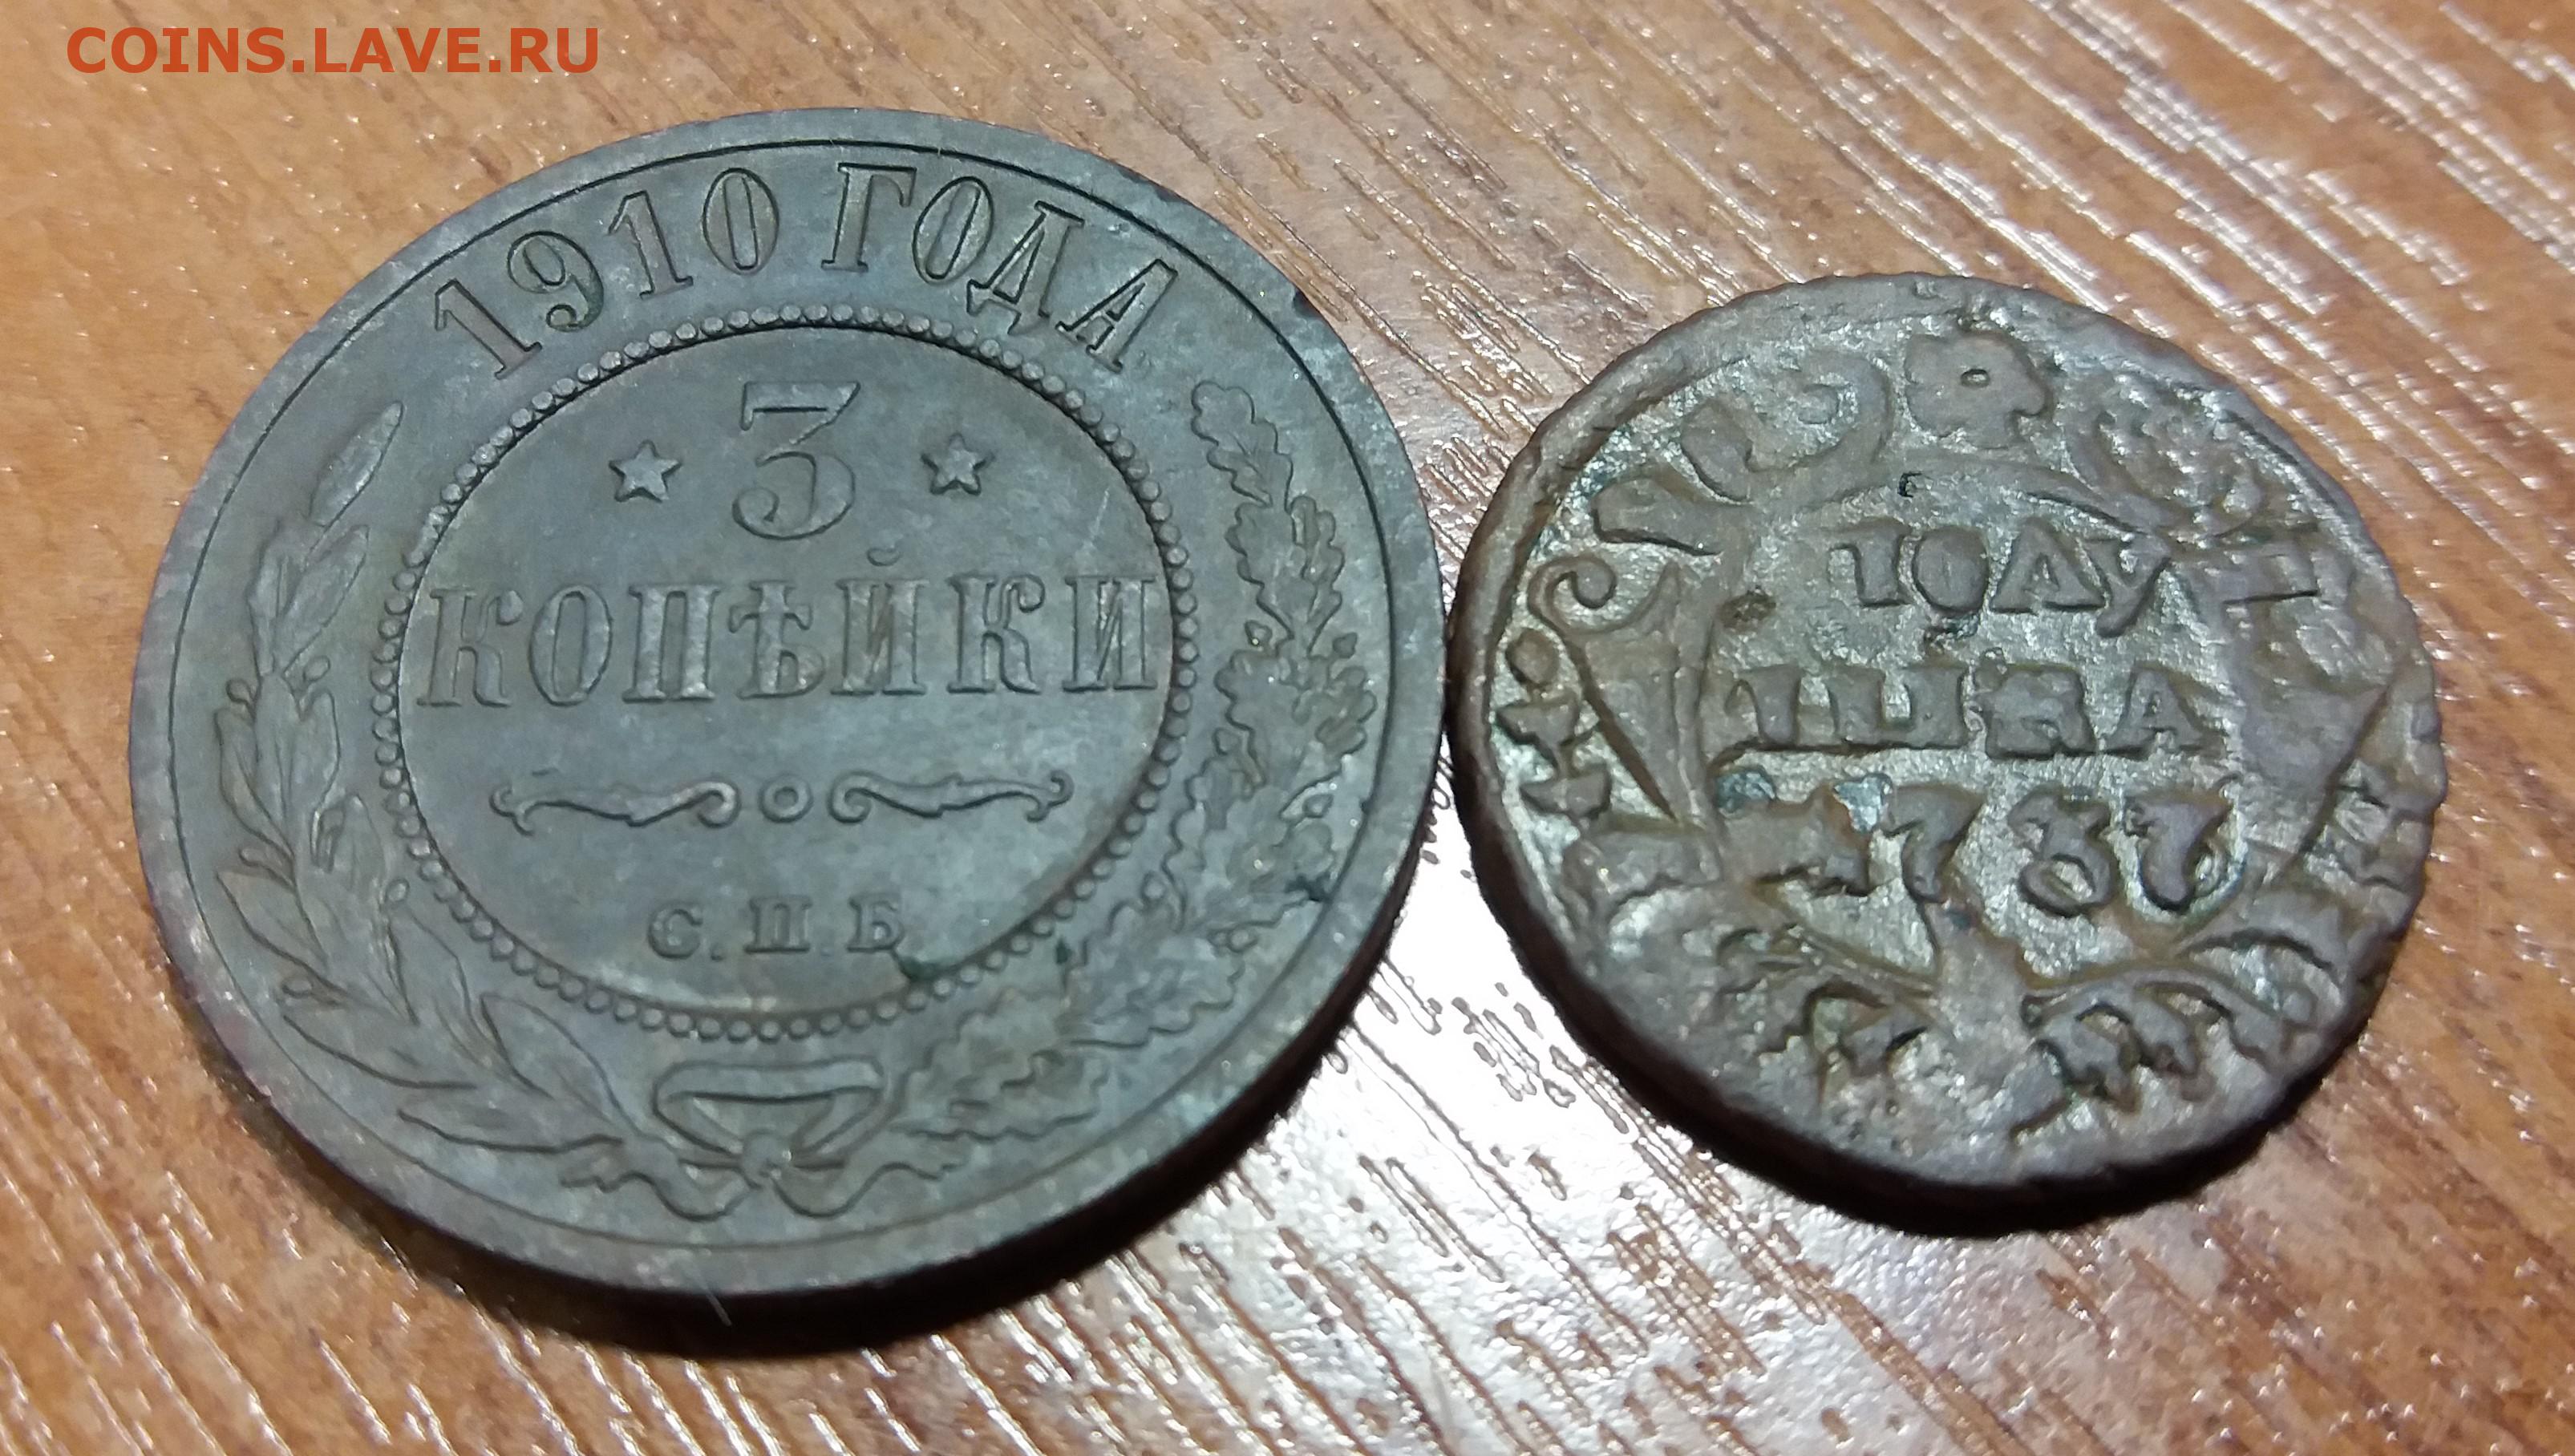 COINS.LAVE.RU
1910 ГОДА
3
КОПѢЙКИ
С.П.Б
ПОЛУ
ШКА